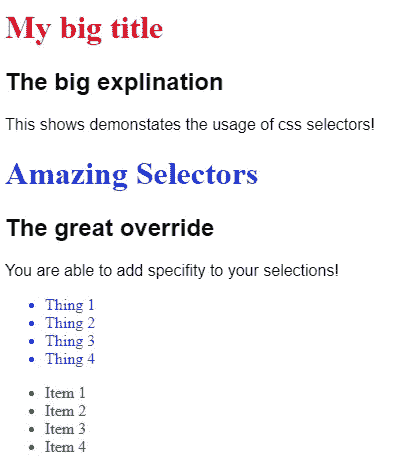 My big title
The big explination
This shows demonstates the usage of css selectors!
Amazing Selectors
The great override
You are able to add specifity to your selections!
Thing 1
Thing 2
Thing 3
Thing 4
Item 1
Item 2
Item 3
Item 4